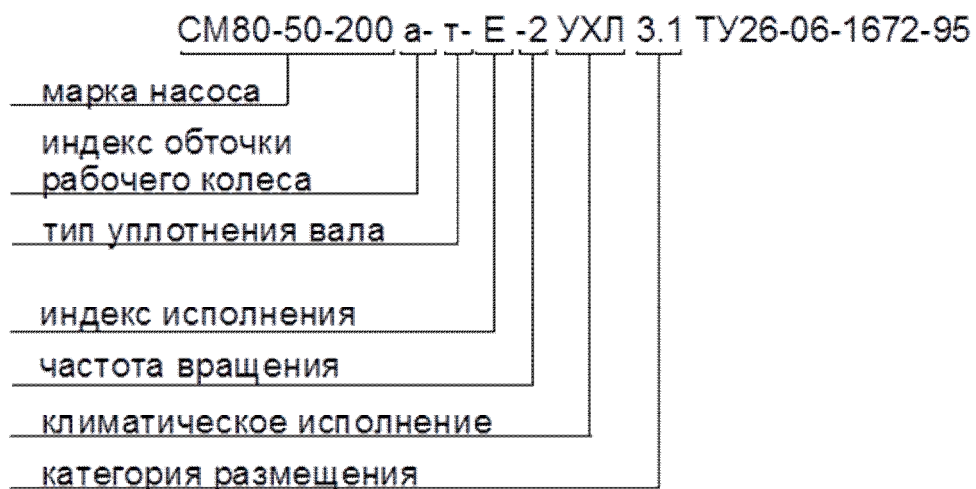 СМ80-50-200 а- т- Е -2 УХЛ 3.1 ТУ26-06-1672-95
марка насоса
индекс обточки
рабочего колеса
тип уплотнения вала
индекс исполнения
частота вращения
климатическое исполнение
категория размещения